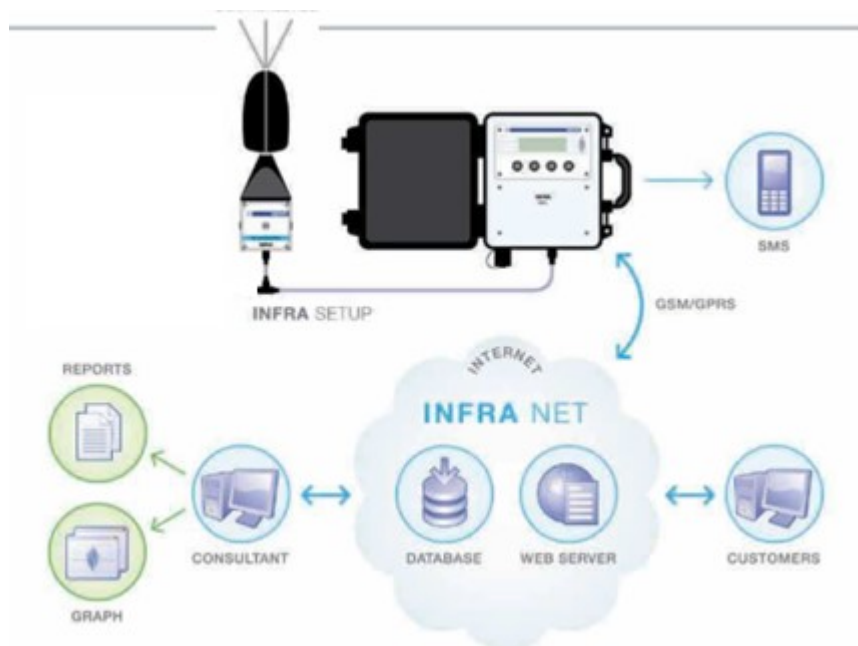 SMS
GSM/GPRS
INFRA SETUP
INTERNET
INFRA NET
REPORTS
CONSULTANT
DATABASE
WEB SERVER
CUSTOMERS
GRAPH